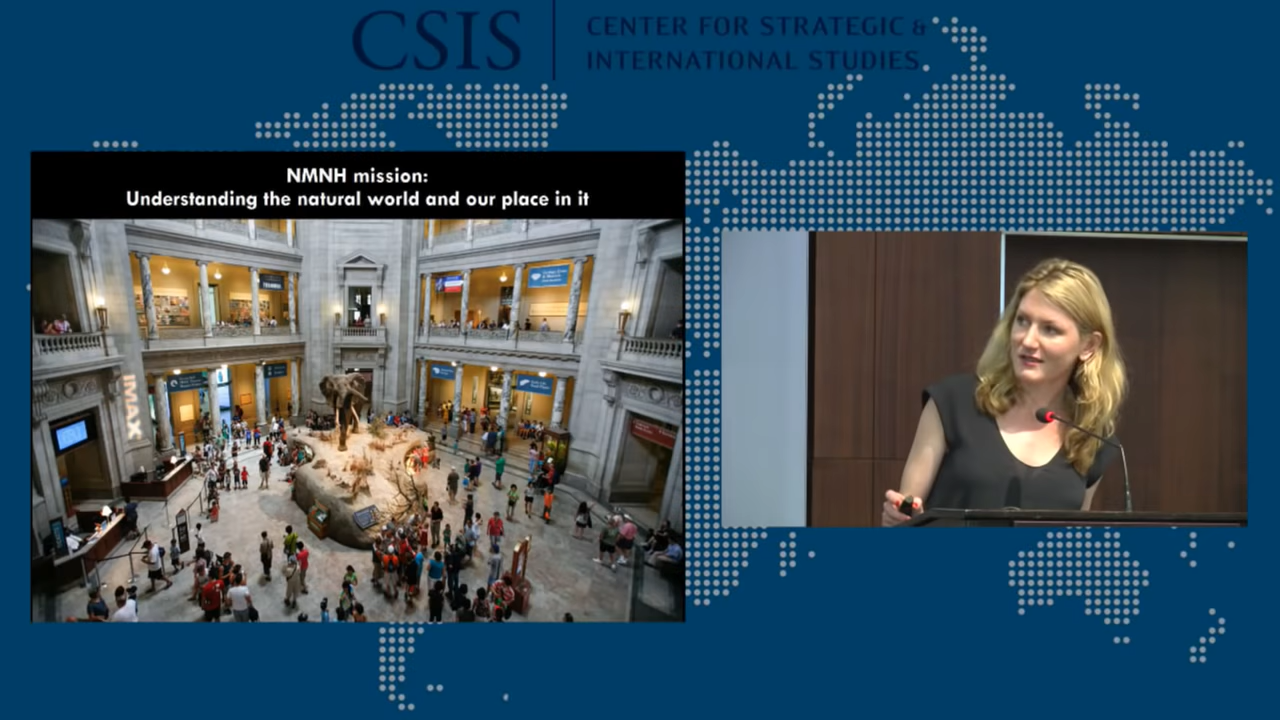 CSIS
CENTER FOR STRATEGIC &
INTERNATIONAL STUDIES
NMNH mission:
Understanding the natural world and our place in it
IMAX